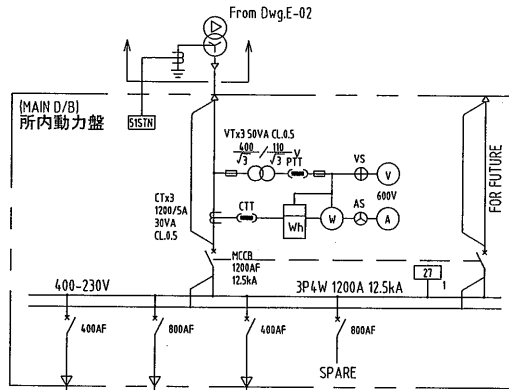 From Dwg.E-02
(MAIN D/B)
所内動力盤
51STN
VTx3 50VA CL.0.5
400/√3 / 110/√3 V
PTT
VS
V
600V
CTx3
1200/5A
30VA
CL.0.5
CTT
Wh
W
AS
A
FOR FUTURE
MCCB
1200AF
12.5kA
27
1
400-230V
3P4W 1200A 12.5kA
400AF
800AF
400AF
800AF
SPARE